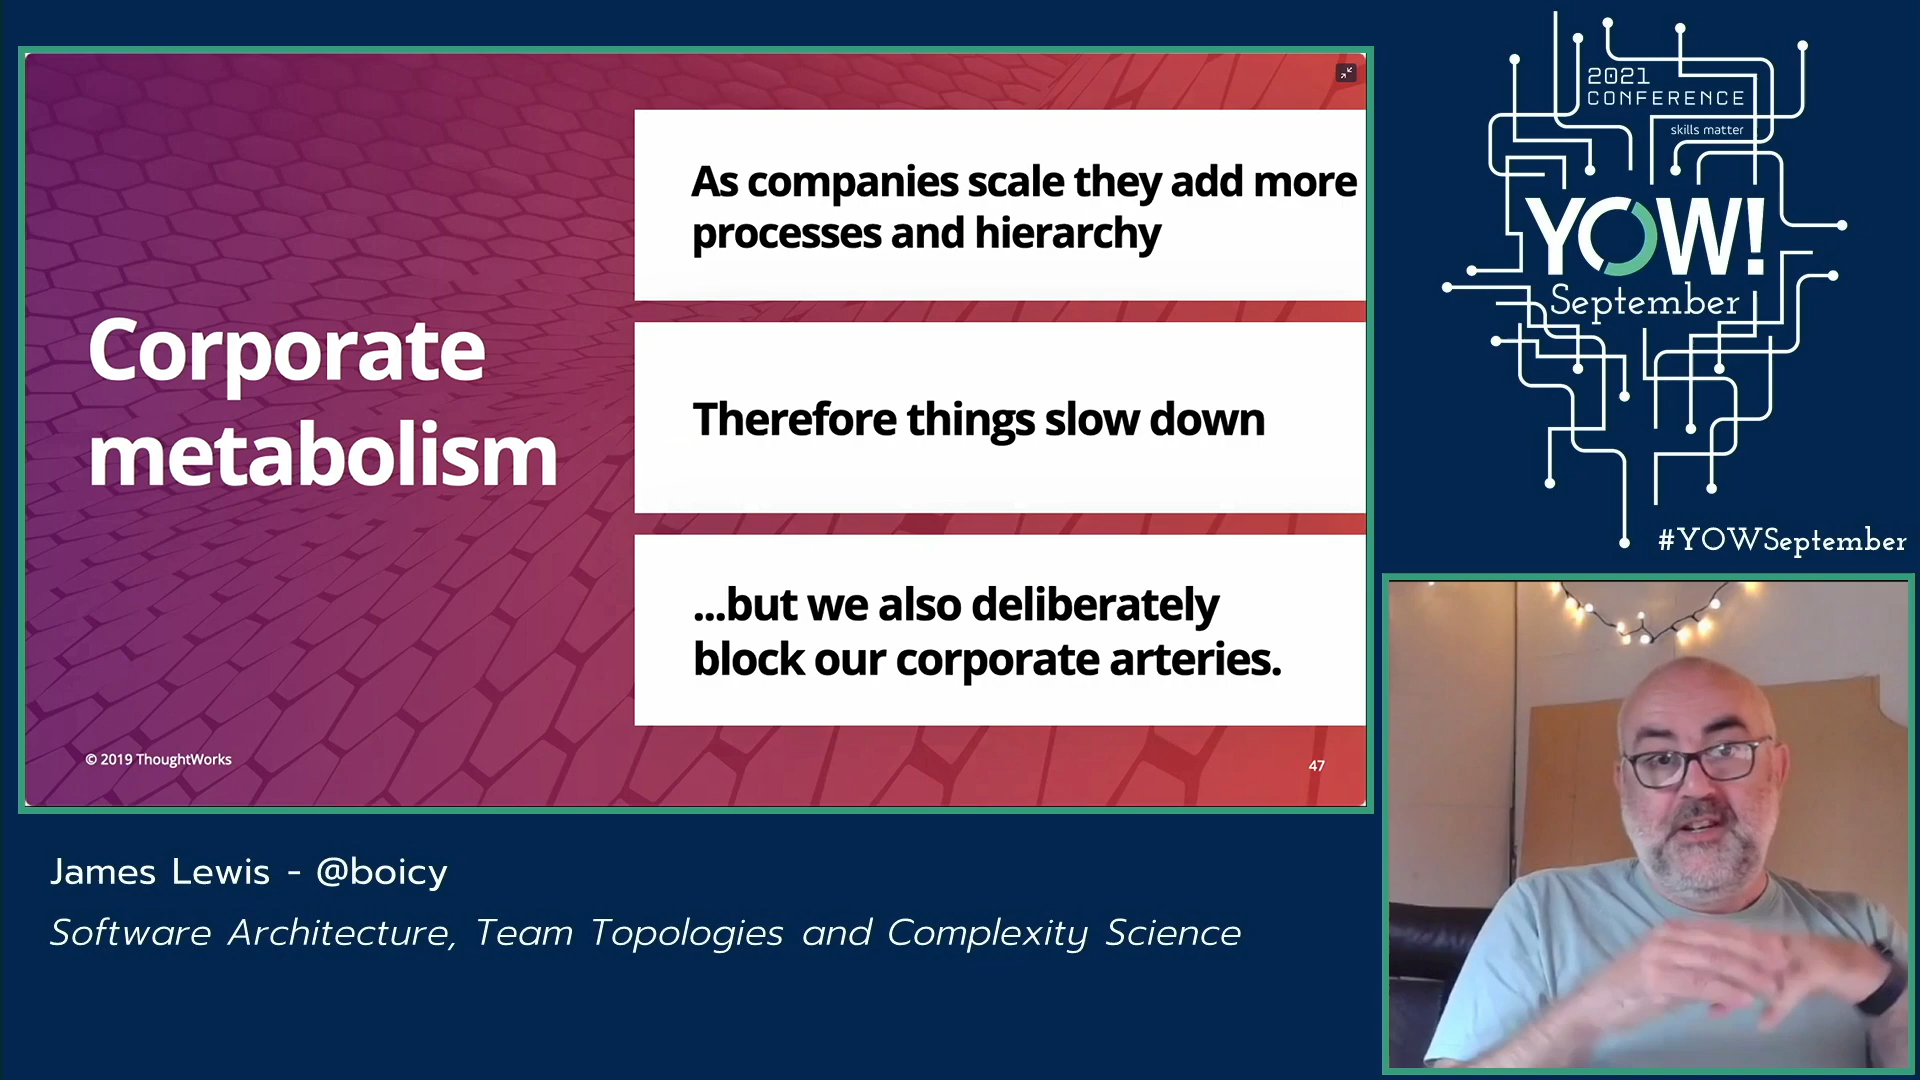 Corporate
metabolism
As companies scale they add more
processes and hierarchy
Therefore things slow down
...but we also deliberately
block our corporate arteries.
© 2019 ThoughtWorks
47
2021
CONFERENCE
skills matter
YOW!
September
#YOWSeptember
James Lewis - @boicy
Software Architecture, Team Topologies and Complexity Science